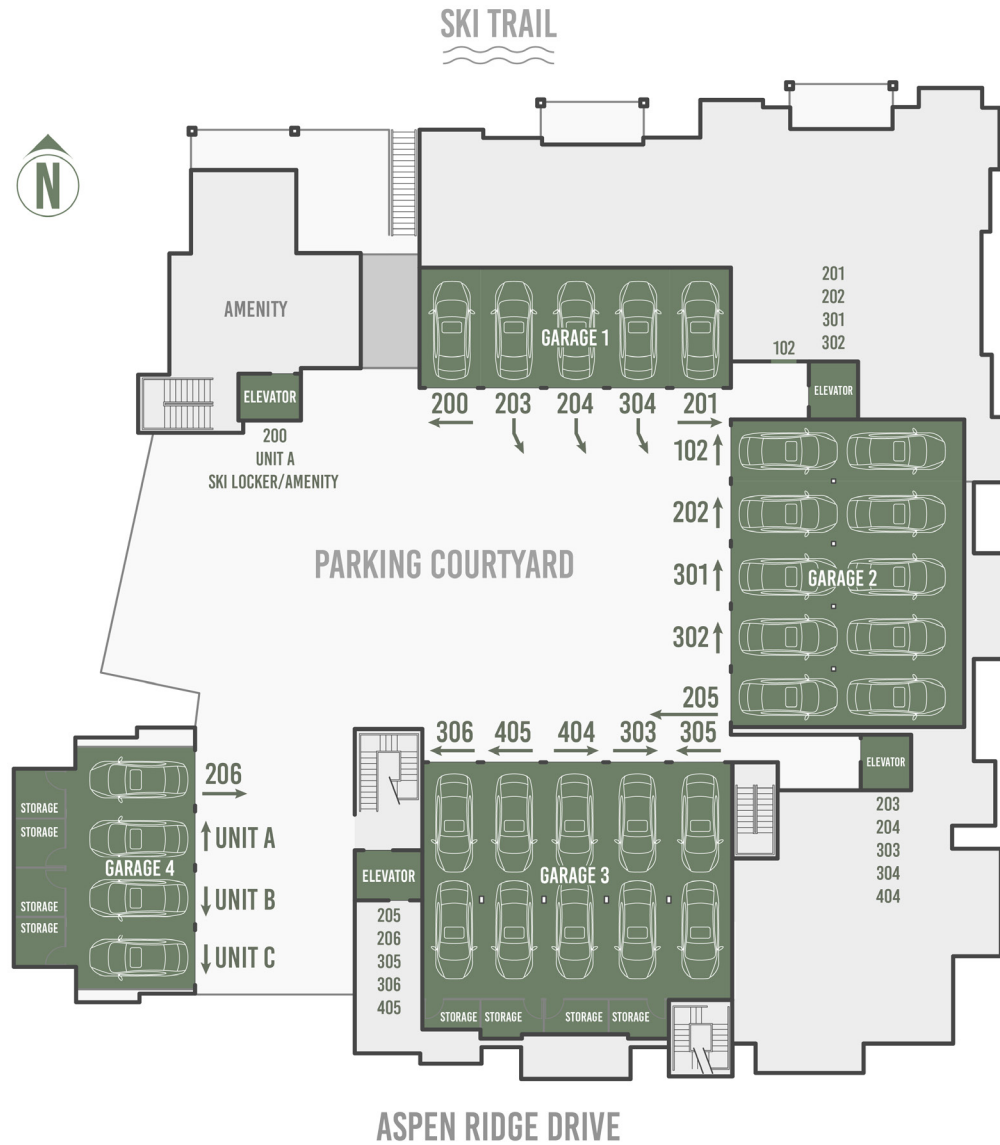 SKI TRAIL
N
AMENITY
ELEVATOR
200
UNIT A
SKI LOCKER/AMENITY
GARAGE 1
200
203
204
304
201
201
202
301
302
102
ELEVATOR
102
202
301
302
205
GARAGE 2
PARKING COURTYARD
306
405
404
303
305
ELEVATOR
203
204
303
304
404
206
UNIT A
UNIT B
UNIT C
GARAGE 4
STORAGE
STORAGE
STORAGE
STORAGE
ELEVATOR
205
206
305
306
405
GARAGE 3
STORAGE
STORAGE
STORAGE
STORAGE
ASPEN RIDGE DRIVE